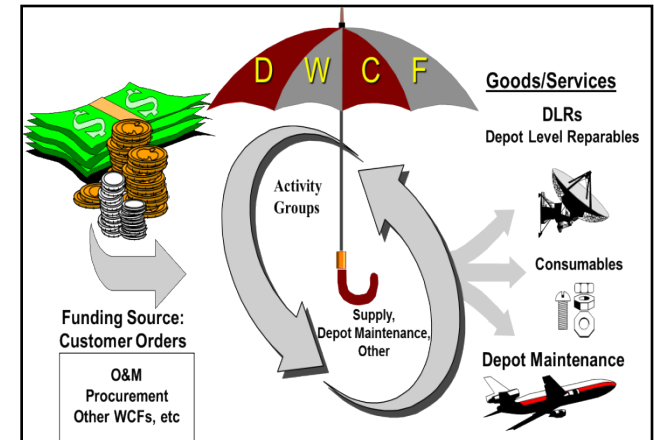 D W C F
Goods/Services
DLRs
Depot Level Reparables
Activity
Groups
Consumables
Supply,
Depot Maintenance,
Other
Funding Source:
Customer Orders
Depot Maintenance
O&M
Procurement
Other WCFs, etc
$
$